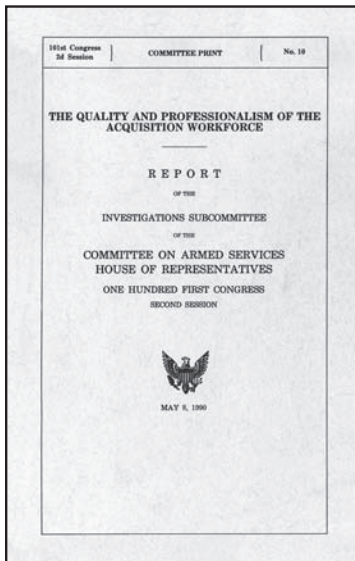 101st Congress
2d Session
COMMITTEE PRINT
No. 10
THE QUALITY AND PROFESSIONALISM OF THE
ACQUISITION WORKFORCE
REPORT
OF THE
INVESTIGATIONS SUBCOMMITTEE
OF THE
COMMITTEE ON ARMED SERVICES
HOUSE OF REPRESENTATIVES
ONE HUNDRED FIRST CONGRESS
SECOND SESSION
MAY 8, 1990